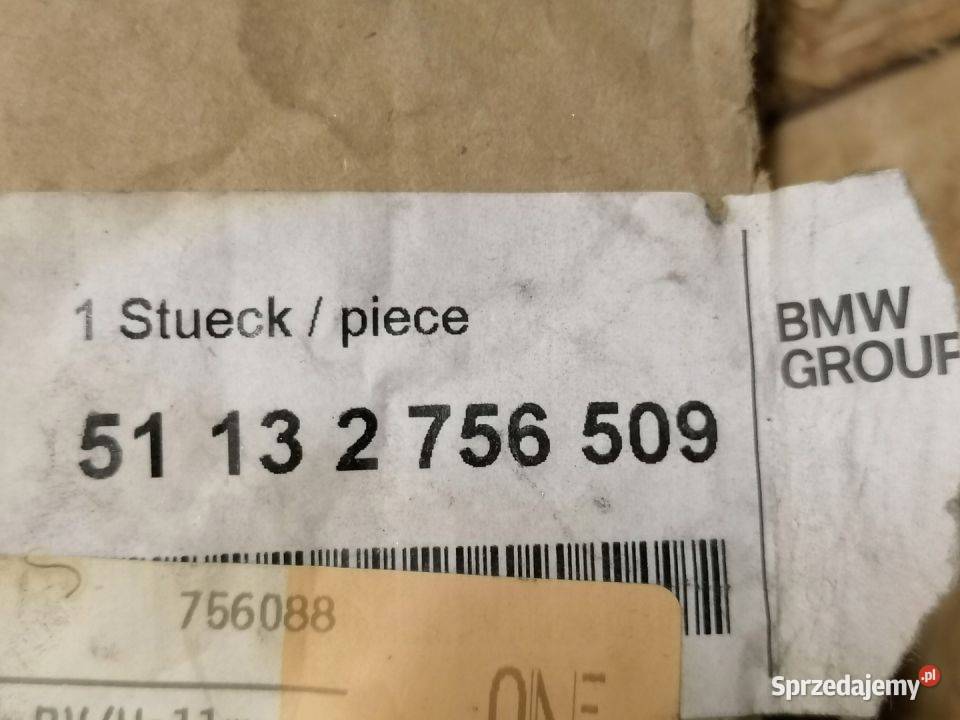 1 Stueck / piece
BMW
GROUP
51 13 2 756 509
756088
Sprzedajemy.pl